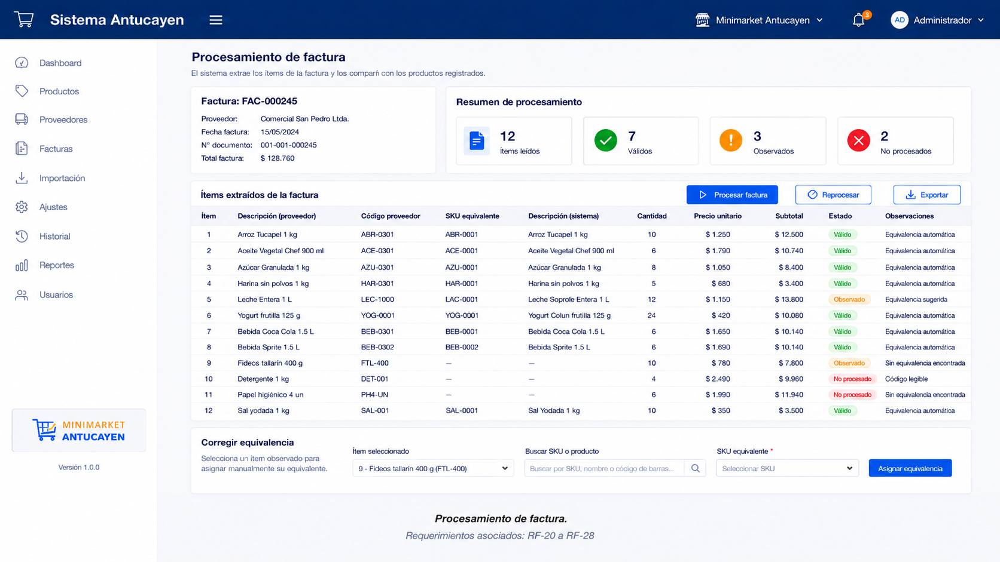 Sistema Antucayen
Minimarket Antucayen
3
AD Administrador
Dashboard
Productos
Proveedores
Facturas
Importación
Ajustes
Historial
Reportes
Usuarios
MINIMARKET
ANTUCAYEN
Versión 1.0.0
Procesamiento de factura
El sistema extrae los ítems de la factura y los compara con los productos registrados.
Factura: FAC-000245
Proveedor: Comercial San Pedro Ltda.
Fecha factura: 15/05/2024
N° documento: 001-001-000245
Total factura: $ 128.760
Resumen de procesamiento
12
Ítems leídos
7
Válidos
3
Observados
2
No procesados
Ítems extraídos de la factura
Procesar factura
Reprocesar
Exportar
Ítem Descripción (proveedor) Código proveedor SKU equivalente Descripción (sistema) Cantidad Precio unitario Subtotal Estado Observaciones
1 Arroz Tucapel 1 kg ABR-0301 ABR-0001 Arroz Tucapel 1 kg 10 $ 1.250 $ 12.500 Válido Equivalencia automática
2 Aceite Vegetal Chef 900 ml ACE-0301 ACE-0001 Aceite Vegetal Chef 900 ml 6 $ 1.790 $ 10.740 Válido Equivalencia automática
3 Azúcar Granulada 1 kg AZU-0301 AZU-0001 Azúcar Granulada 1 kg 8 $ 1.050 $ 8.400 Válido Equivalencia automática
4 Harina sin polvos 1 kg HAR-0301 HAR-0001 Harina sin polvos 1 kg 5 $ 680 $ 3.400 Válido Equivalencia automática
5 Leche Entera 1 L LEC-1000 LAC-0001 Leche Soprole Entera 1 L 12 $ 1.150 $ 13.800 Observado Equivalencia sugerida
6 Yogurt frutilla 125 g YOG-0001 YOG-0001 Yogurt Colun frutilla 125 g 24 $ 420 $ 10.080 Válido Equivalencia automática
7 Bebida Coca Cola 1.5 L BEB-0301 BEB-0001 Bebida Coca Cola 1.5 L 6 $ 1.650 $ 10.140 Válido Equivalencia automática
8 Bebida Sprite 1.5 L BEB-0302 BEB-0002 Bebida Sprite 1.5 L 6 $ 1.690 $ 10.140 Válido Equivalencia automática
9 Fideos tallarín 400 g FTL-400 — — 10 $ 780 $ 7.800 Observado Sin equivalencia encontrada
10 Detergente 1 kg DET-001 — — 4 $ 2.490 $ 9.960 No procesado Código legible
11 Papel higiénico 4 un PH4-UN — — 6 $ 1.990 $ 11.940 No procesado Sin equivalencia encontrada
12 Sal yodada 1 kg SAL-001 SAL-0001 Sal Yodada 1 kg 10 $ 350 $ 3.500 Válido Equivalencia automática
Corregir equivalencia
Selecciona un ítem observado para
asignar manualmente su equivalente.
Ítem seleccionado
9 - Fideos tallarín 400 g (FTL-400)
Buscar SKU o producto
Buscar por SKU, nombre o código de barras...
SKU equivalente *
Seleccionar SKU
Asignar equivalencia
Procesamiento de factura.
Requerimientos asociados: RF-20 a RF-28